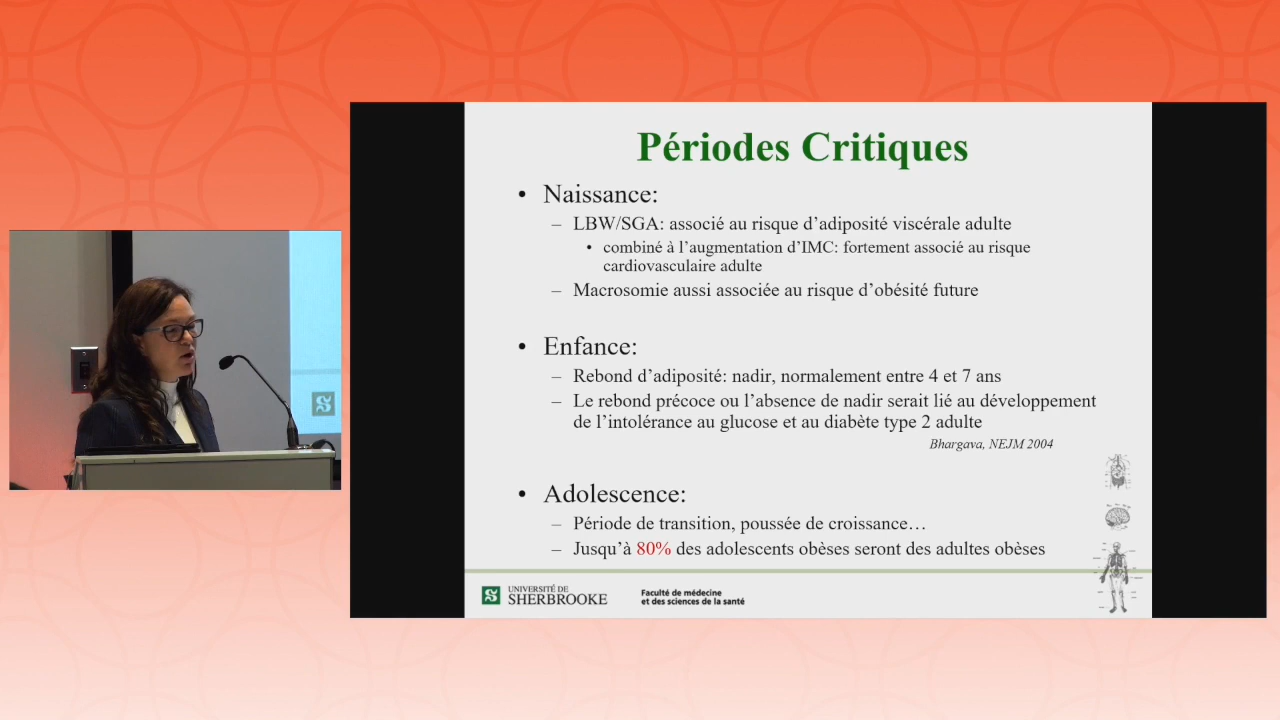 Périodes Critiques
• Naissance:
– LBW/SGA: associé au risque d’adiposité viscérale adulte
• combiné à l’augmentation d’IMC: fortement associé au risque
cardiovasculaire adulte
– Macrosomie aussi associée au risque d’obésité future
• Enfance:
– Rebond d’adiposité: nadir, normalement entre 4 et 7 ans
– Le rebond précoce ou l’absence de nadir serait lié au développement
de l’intolérance au glucose et au diabète type 2 adulte
Bhargava, NEJM 2004
• Adolescence:
– Période de transition, poussée de croissance…
– Jusqu’à 80% des adolescents obèses seront des adultes obèses
UNIVERSITÉ DE
SHERBROOKE
Faculté de médecine
et des sciences de la santé